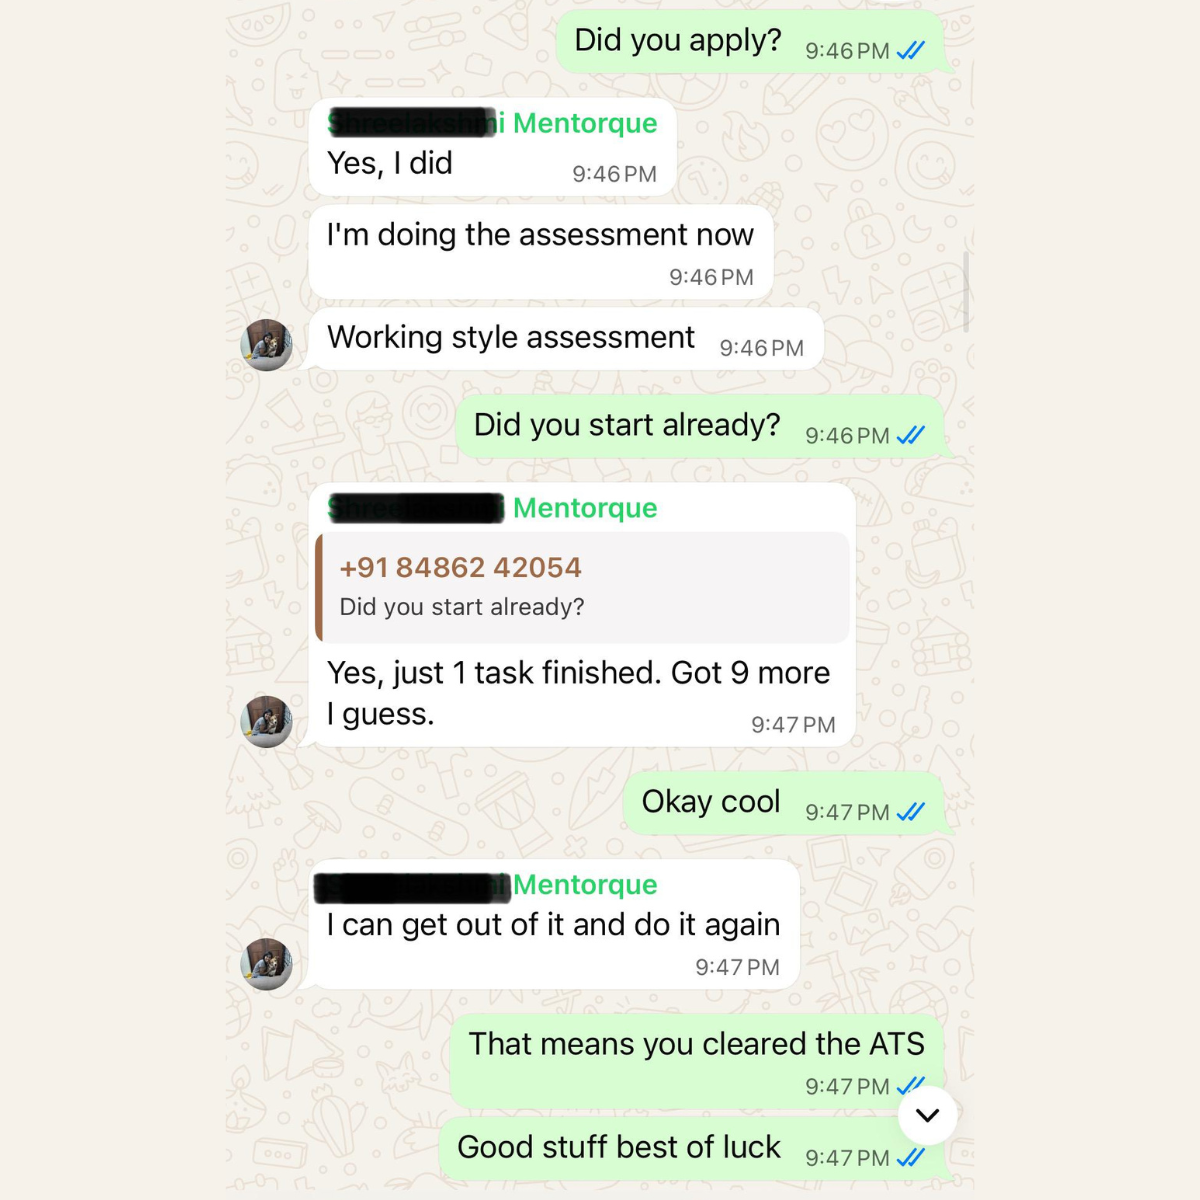 Did you apply? 9:46 PM
Mentorque
Yes, I did 9:46 PM
I'm doing the assessment now
9:46 PM
Working style assessment 9:46 PM
Did you start already? 9:46 PM
Mentorque
+91 84862 42054
Did you start already?
Yes, just 1 task finished. Got 9 more
I guess. 9:47 PM
Okay cool 9:47 PM
Mentorque
I can get out of it and do it again
9:47 PM
That means you cleared the ATS
9:47 PM
Good stuff best of luck 9:47 PM